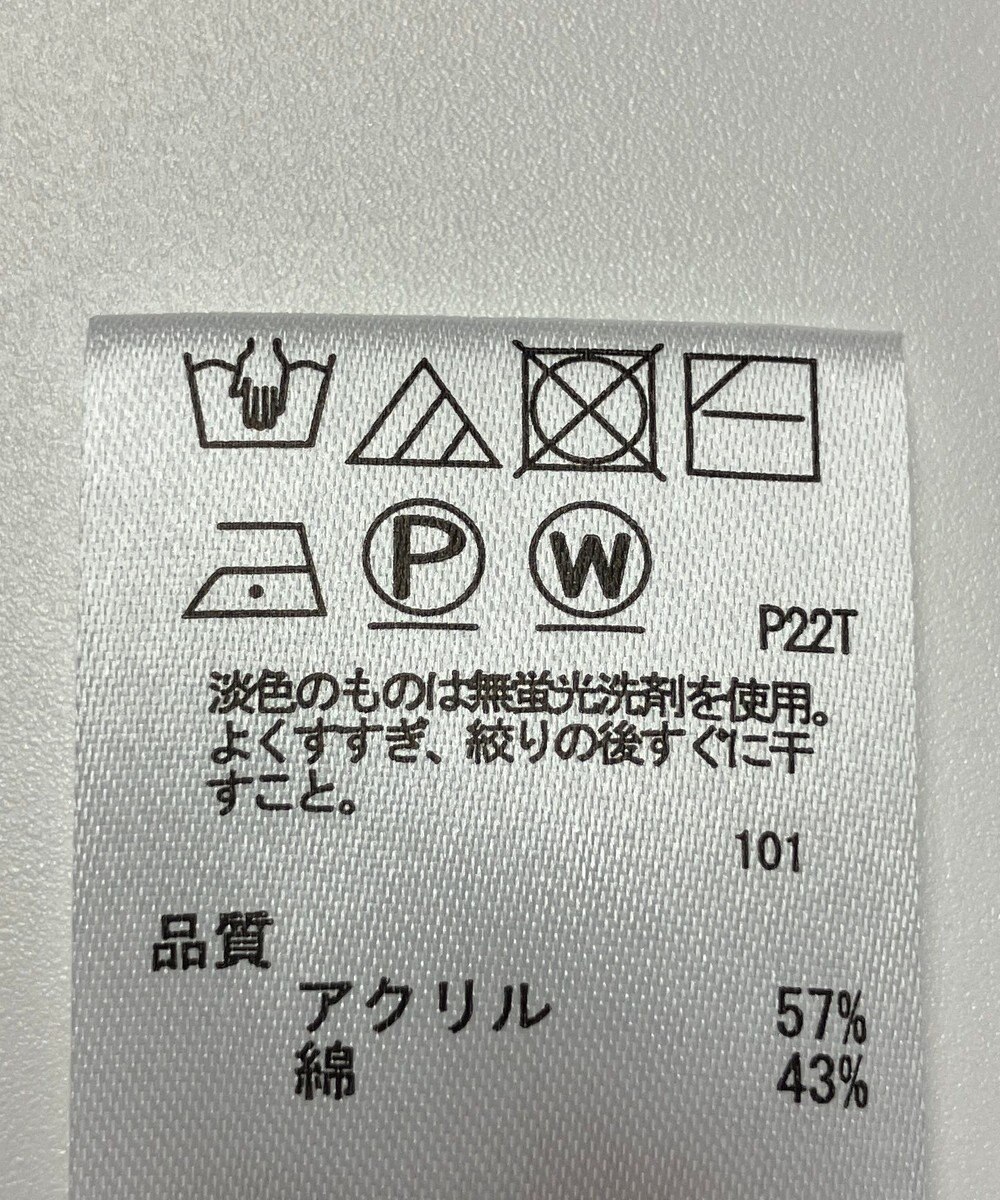 P
W
P22T
淡色のものは無蛍光洗剤を使用。
よくすすぎ、絞りの後すぐに干
すこと。
101
品質
アクリル 57%
綿 43%